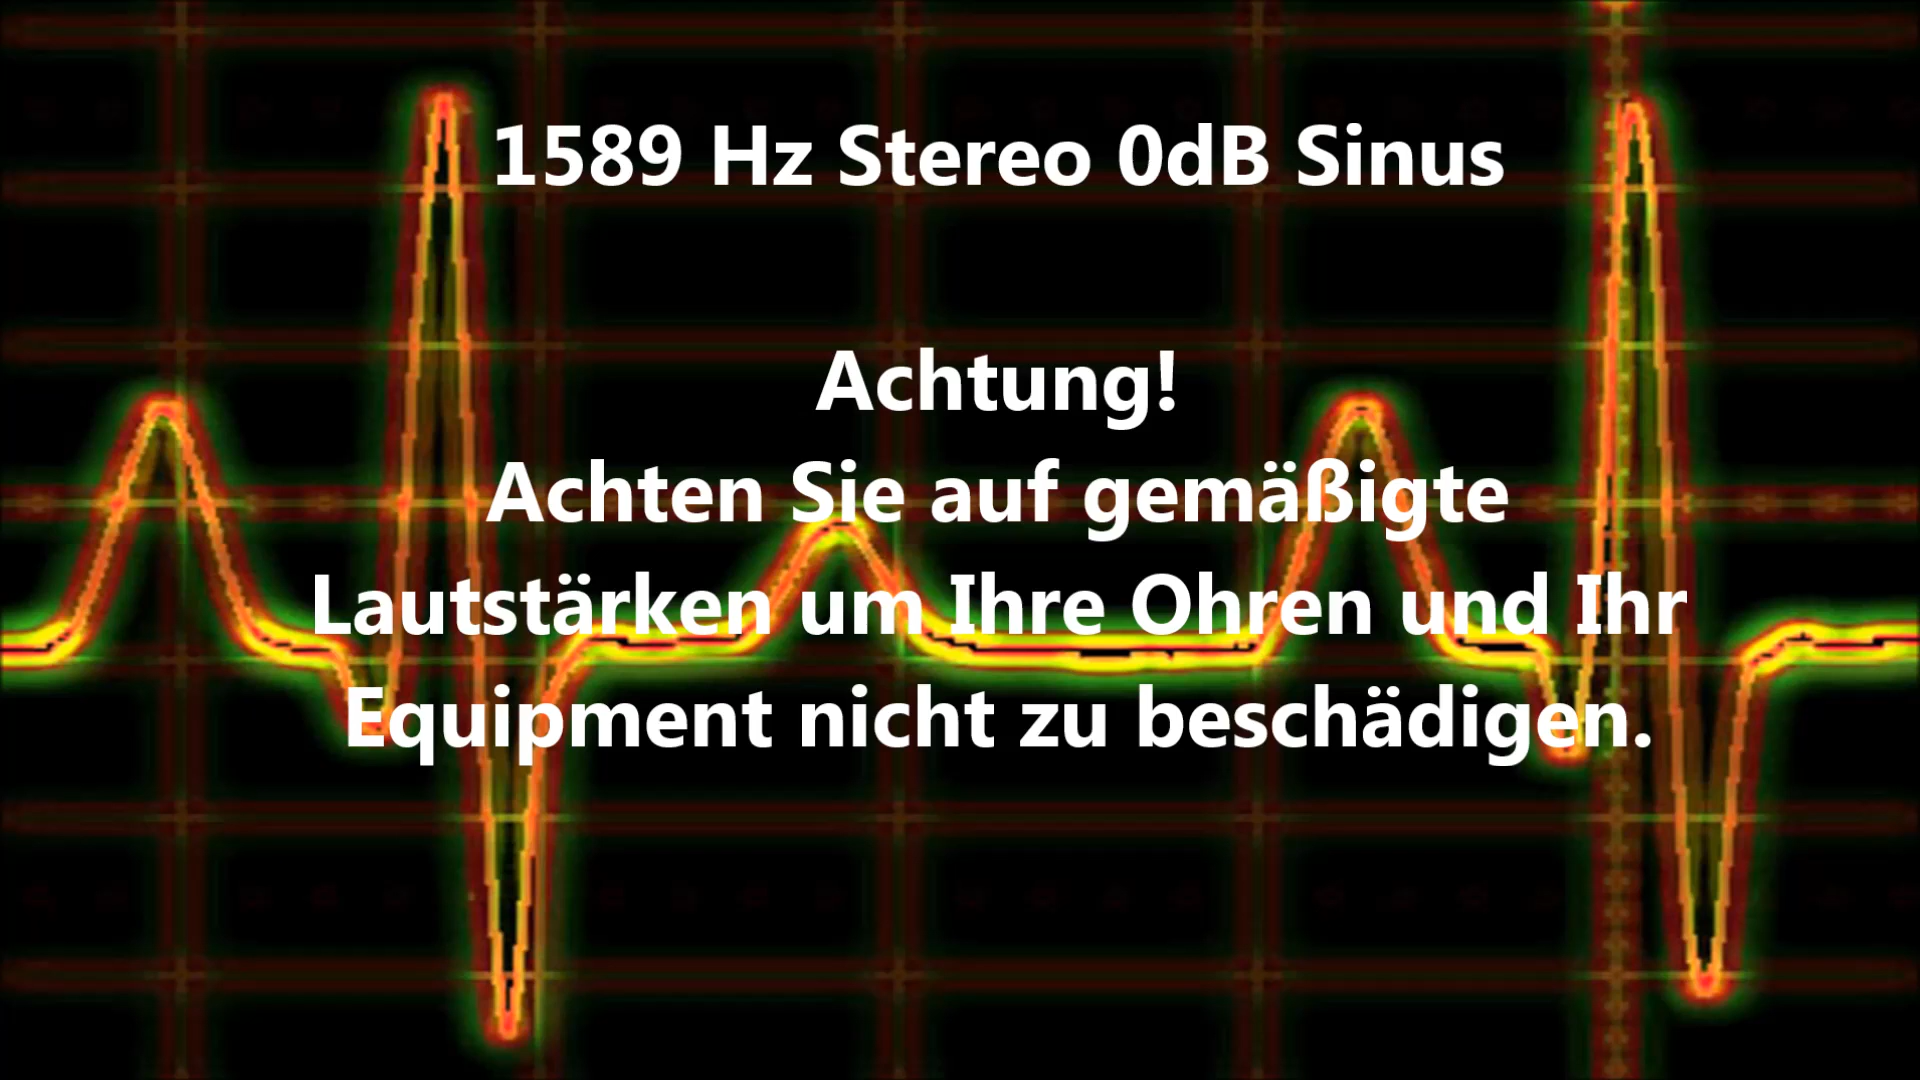 1589 Hz Stereo 0dB Sinus
Achtung!
Achten Sie auf gemäßigte
Lautstärken um Ihre Ohren und Ihr
Equipment nicht zu beschädigen.